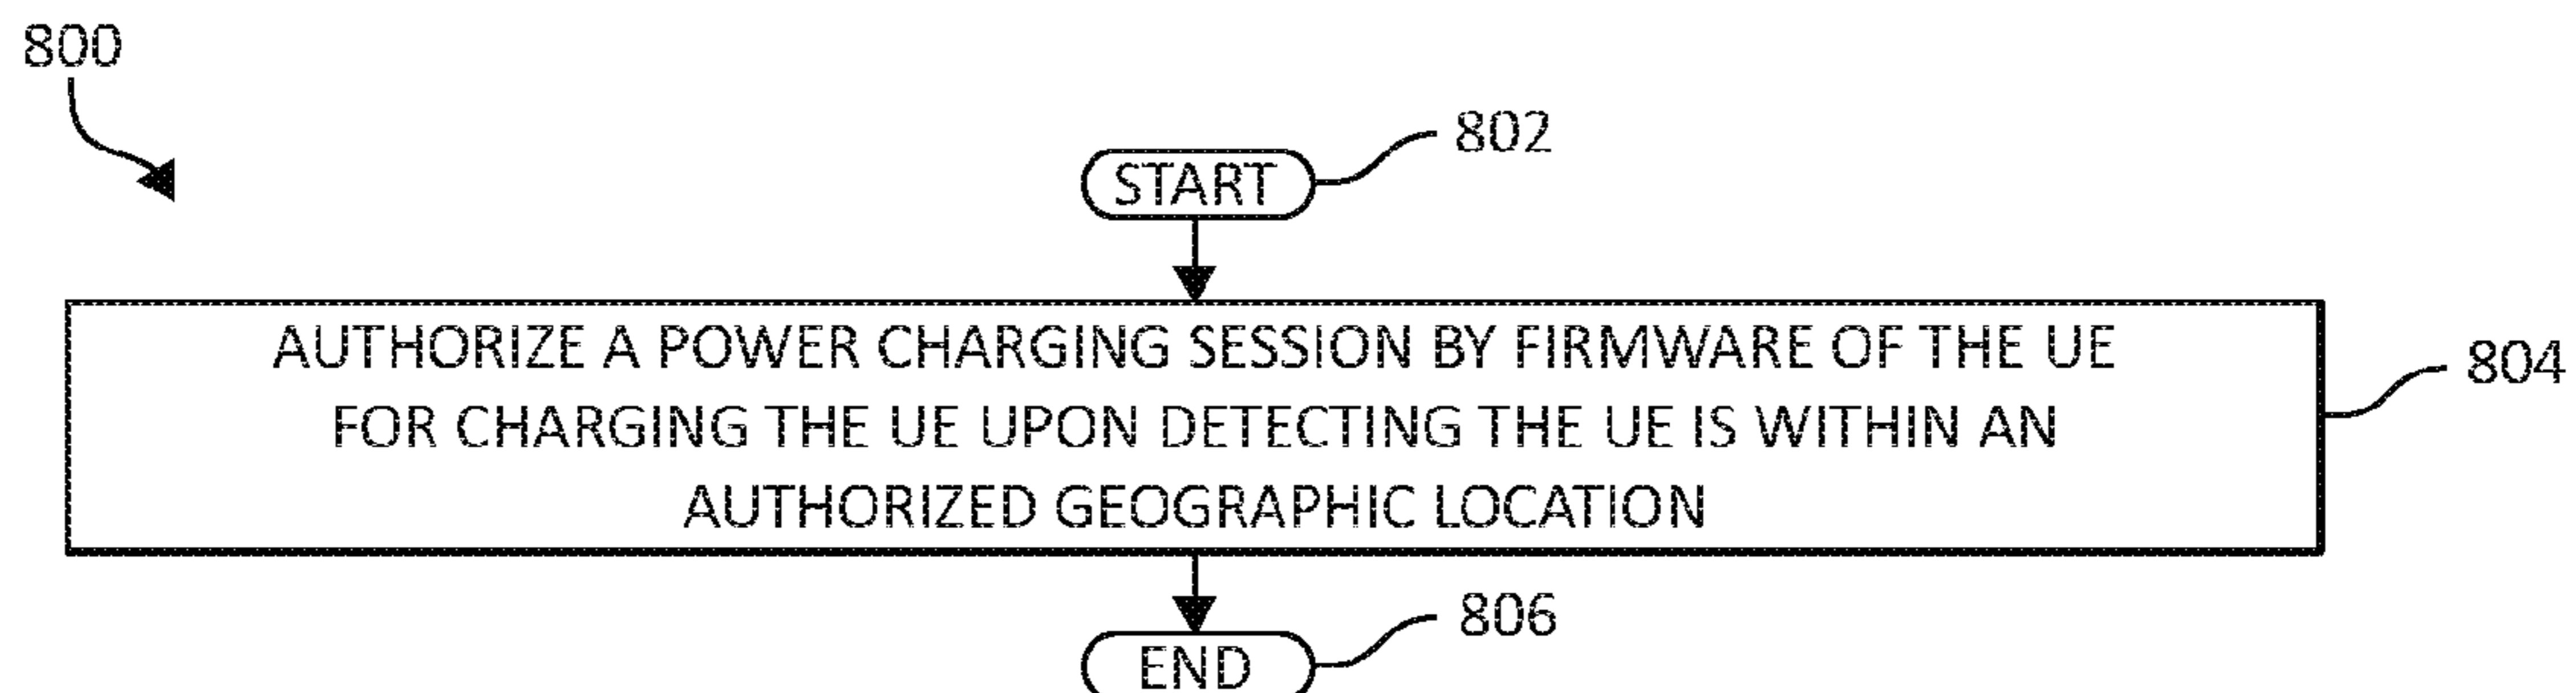 800
802
START
AUTHORIZE A POWER CHARGING SESSION BY FIRMWARE OF THE UE
FOR CHARGING THE UE UPON DETECTING THE UE IS WITHIN AN
AUTHORIZED GEOGRAPHIC LOCATION
804
806
END